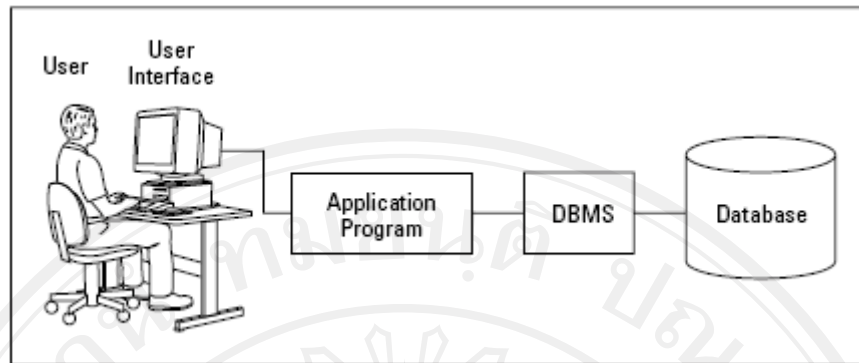 User
User
Interface
Application
Program
DBMS
Database